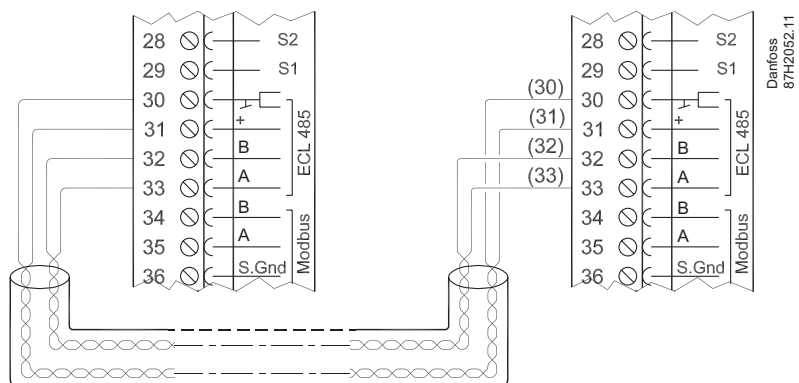 28 S2
29 S1
30
31 +
32 B
33 A
ECL 485
34 B
35 A
36 S.Gnd
Modbus
28 S2
29 S1
(30) 30
(31) 31 +
(32) 32 B
(33) 33 A
ECL 485
34 B
35 A
36 S.Gnd
Modbus
Danfoss
87H2052.11